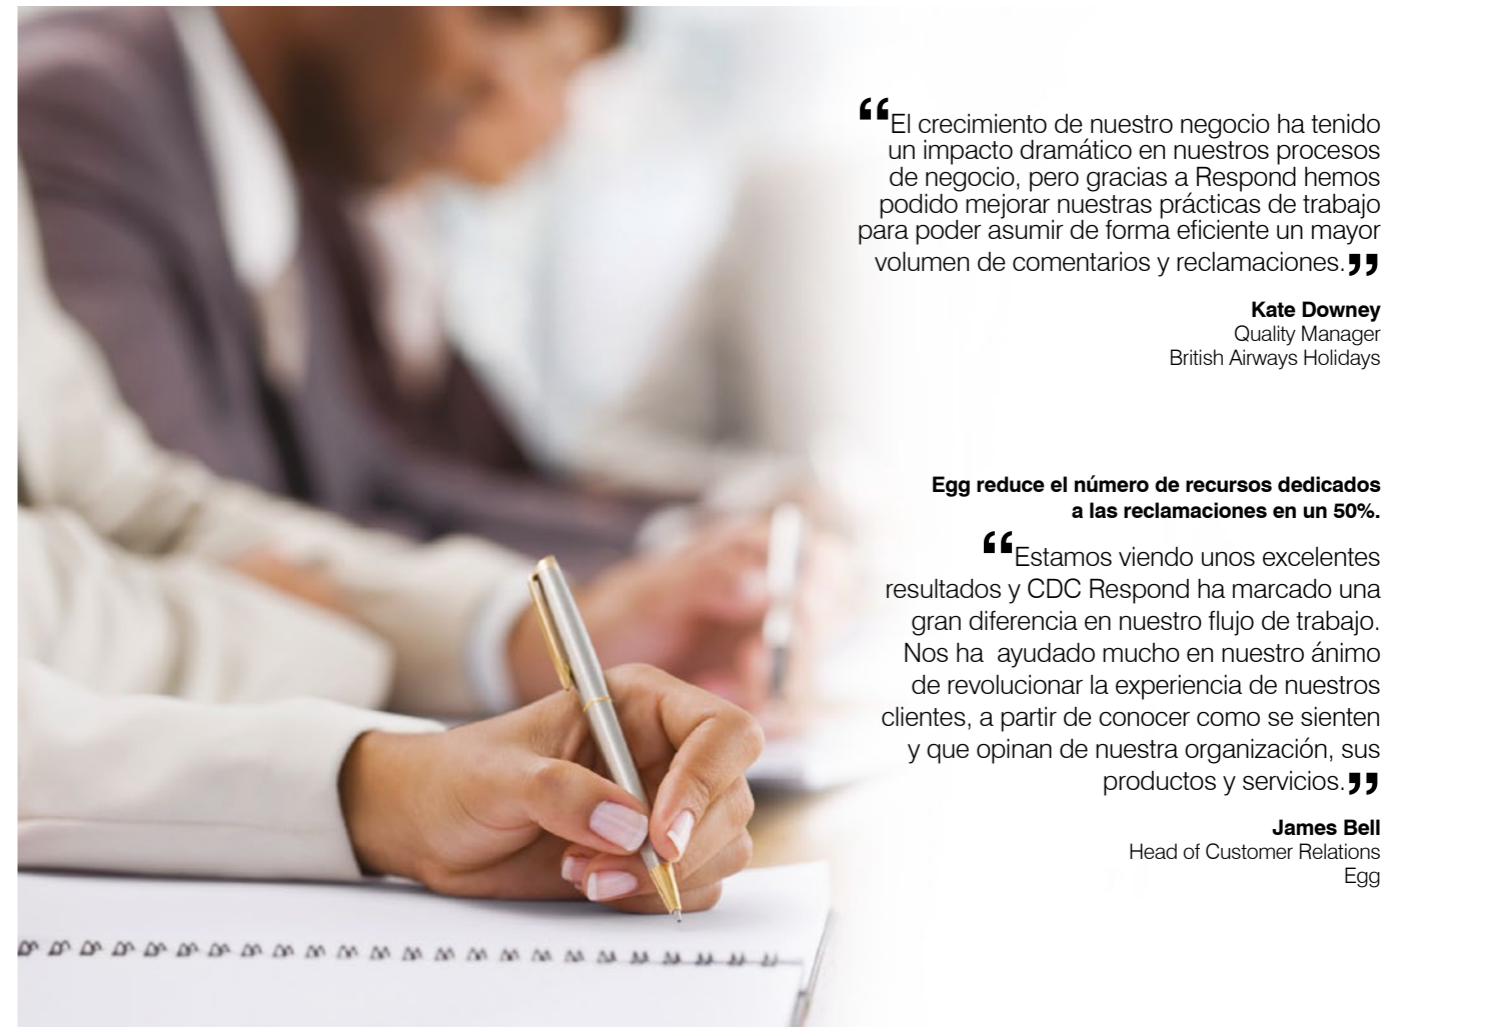 “El crecimiento de nuestro negocio ha tenido
un impacto dramático en nuestros procesos
de negocio, pero gracias a Respond hemos
podido mejorar nuestras prácticas de trabajo
para poder asumir de forma eficiente un mayor
volumen de comentarios y reclamaciones.”
Kate Downey
Quality Manager
British Airways Holidays
Egg reduce el número de recursos dedicados
a las reclamaciones en un 50%.
“Estamos viendo unos excelentes
resultados y CDC Respond ha marcado una
gran diferencia en nuestro flujo de trabajo.
Nos ha  ayudado mucho en nuestro ánimo
de revolucionar la experiencia de nuestros
clientes, a partir de conocer como se sienten
y que opinan de nuestra organización, sus
productos y servicios.”
James Bell
Head of Customer Relations
Egg